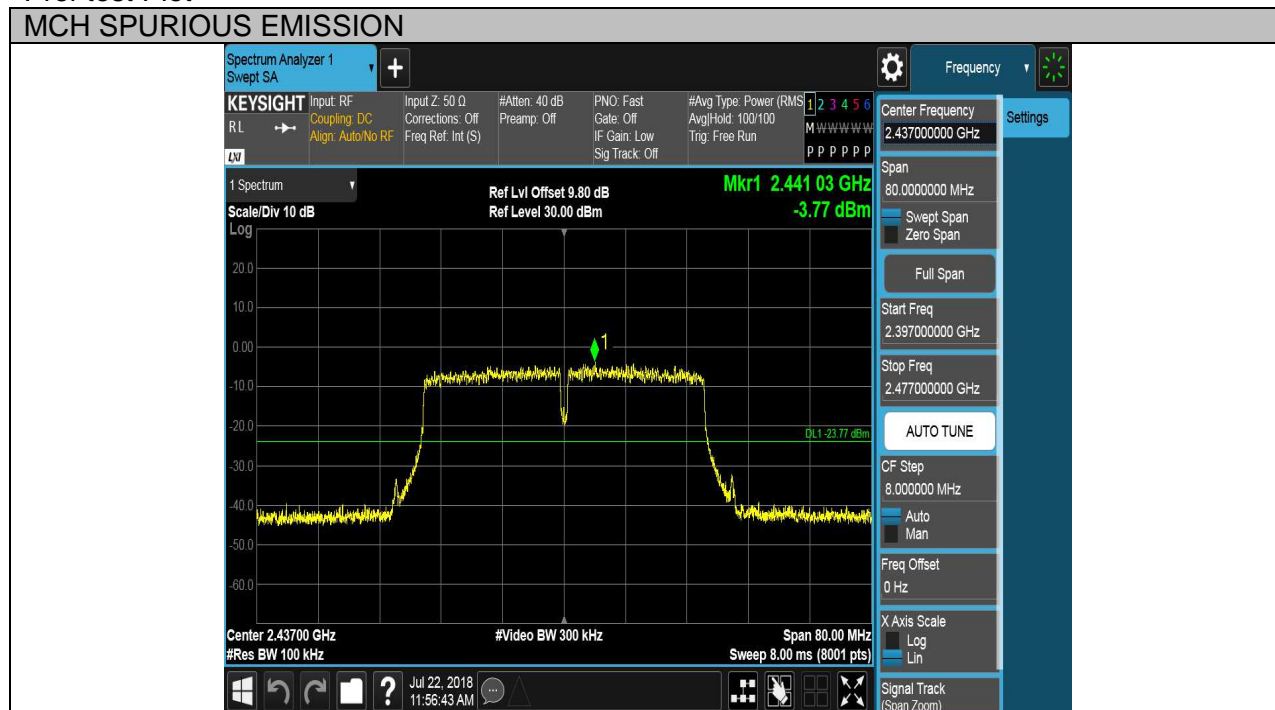 MCH SPURIOUS EMISSION
Spectrum Analyzer 1
Swept SA
+
Frequency
KEYSIGHT
RL
LXI
Input: RF
Coupling: DC
Align: Auto/No RF
Input Z: 50 Ω
Corrections: Off
Freq Ref: Int (S)
#Atten: 40 dB
Preamp: Off
PNO: Fast
Gate: Off
IF Gain: Low
Sig Track: Off
#Avg Type: Power (RMS
Avg|Hold: 100/100
Trig: Free Run
1 2 3 4 5 6
M W W W W W
P P P P P P
1 Spectrum
Scale/Div 10 dB
Ref Lvl Offset 9.80 dB
Ref Level 30.00 dBm
Mkr1 2.441 03 GHz
-3.77 dBm
Log
20.0
10.0
0.00
-10.0
-20.0
-30.0
-40.0
-50.0
-60.0
1
DL1 -23.77 dBm
Center 2.43700 GHz
#Res BW 100 kHz
#Video BW 300 kHz
Span 80.00 MHz
Sweep 8.00 ms (8001 pts)
?
Jul 22, 2018
11:56:43 AM
Center Frequency
2.437000000 GHz
Settings
Span
80.0000000 MHz
Swept Span
Zero Span
Full Span
Start Freq
2.397000000 GHz
Stop Freq
2.477000000 GHz
AUTO TUNE
CF Step
8.000000 MHz
Auto
Man
Freq Offset
0 Hz
X Axis Scale
Log
Lin
Signal Track
(Span Zoom)